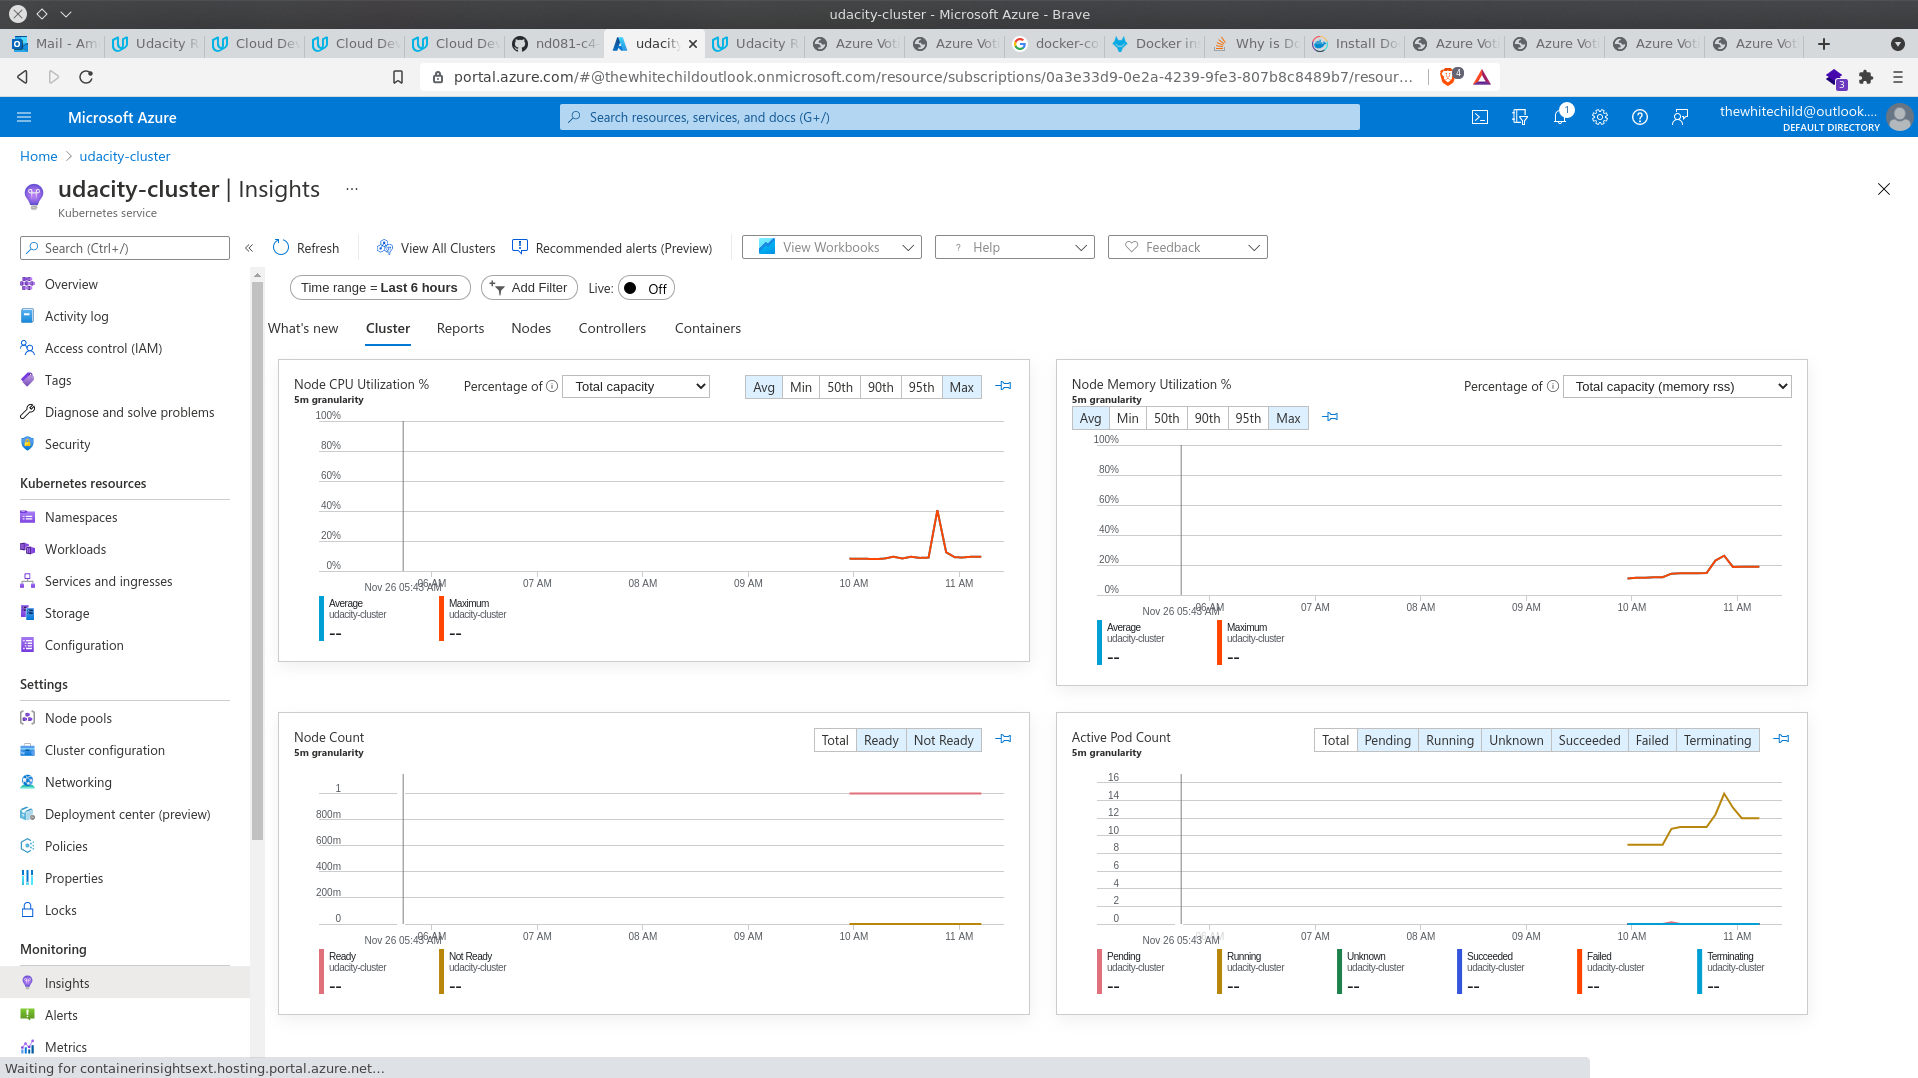 udacity-cluster - Microsoft Azure - Brave
Mail - Am
Udacity R
Cloud Dev
Cloud Dev
Cloud Dev
nd081-c4-
udacity
Udacity R
Azure Vot
Azure Vot
docker-co
Docker in
Why is Do
Install Do
Azure Vot
Azure Vot
Azure Vot
Azure Vot
portal.azure.com/#@thewhitechildoutlook.onmicrosoft.com/resource/subscriptions/0a3e33d9-0e2a-4239-9fe3-807b8c8489b7/resour...
4
3
Microsoft Azure
Search resources, services, and docs (G+/)
1
thewhitechild@outlook....
DEFAULT DIRECTORY
Home > udacity-cluster
udacity-cluster | Insights ...
Kubernetes service
Search (Ctrl+/)
«
Refresh
View All Clusters
Recommended alerts (Preview)
View Workbooks
? Help
Feedback
Time range = Last 6 hours
Add Filter
Live: Off
What's new
Cluster
Reports
Nodes
Controllers
Containers
Overview
Activity log
Access control (IAM)
Tags
Diagnose and solve problems
Security
Kubernetes resources
Namespaces
Workloads
Services and ingresses
Storage
Configuration
Settings
Node pools
Cluster configuration
Networking
Deployment center (preview)
Policies
Properties
Locks
Monitoring
Insights
Alerts
Metrics
Node CPU Utilization %
5m granularity
Percentage of
Total capacity
Avg Min 50th 90th 95th Max
100%
80%
60%
40%
20%
0%
Nov 26 05:43 AM
06 AM 07 AM 08 AM 09 AM 10 AM 11 AM
Average
udacity-cluster
--
Maximum
udacity-cluster
--
Node Memory Utilization %
5m granularity
Percentage of
Total capacity (memory rss)
Avg Min 50th 90th 95th Max
100%
80%
60%
40%
20%
0%
Nov 26 05:43 AM
06 AM 07 AM 08 AM 09 AM 10 AM 11 AM
Average
udacity-cluster
--
Maximum
udacity-cluster
--
Node Count
5m granularity
Total Ready Not Ready
1
800m
600m
400m
200m
0
Nov 26 05:43 AM
06 AM 07 AM 08 AM 09 AM 10 AM 11 AM
Ready
udacity-cluster
--
Not Ready
udacity-cluster
--
Active Pod Count
5m granularity
Total Pending Running Unknown Succeeded Failed Terminating
16
14
12
10
8
6
4
2
0
Nov 26 05:43 AM
06 AM 07 AM 08 AM 09 AM 10 AM 11 AM
Pending
udacity-cluster
--
Running
udacity-cluster
--
Unknown
udacity-cluster
--
Succeeded
udacity-cluster
--
Failed
udacity-cluster
--
Terminating
udacity-cluster
--
Waiting for containerinsightsext.hosting.portal.azure.net...